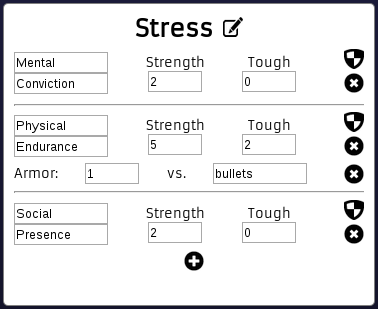 Stress
Mental Strength Tough
Conviction 2 0
Physical Strength Tough
Endurance 5 2
Armor: 1 vs. bullets
Social Strength Tough
Presence 2 0